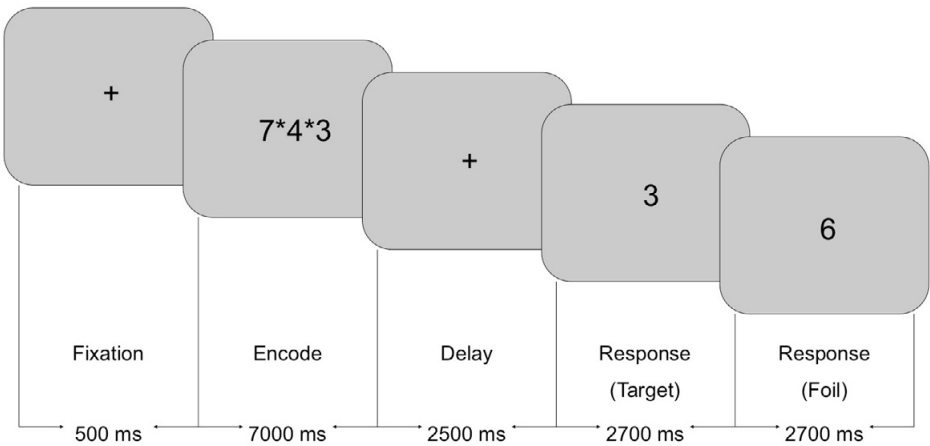 +
7*4*3
+
3
6
Fixation
Encode
Delay
Response
(Target)
Response
(Foil)
500 ms
7000 ms
2500 ms
2700 ms
2700 ms